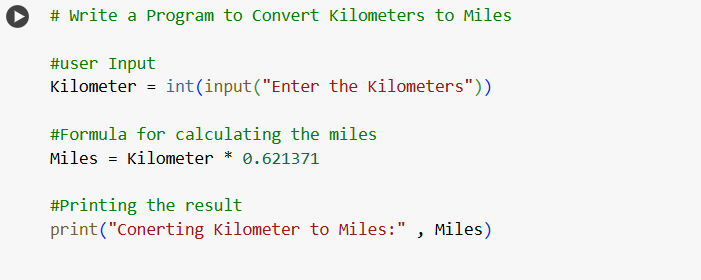 # Write a Program to Convert Kilometers to Miles
#user Input
Kilometer = int(input("Enter the Kilometers"))
#Formula for calculating the miles
Miles = Kilometer * 0.621371
#Printing the result
print("Conerting Kilometer to Miles:" , Miles)